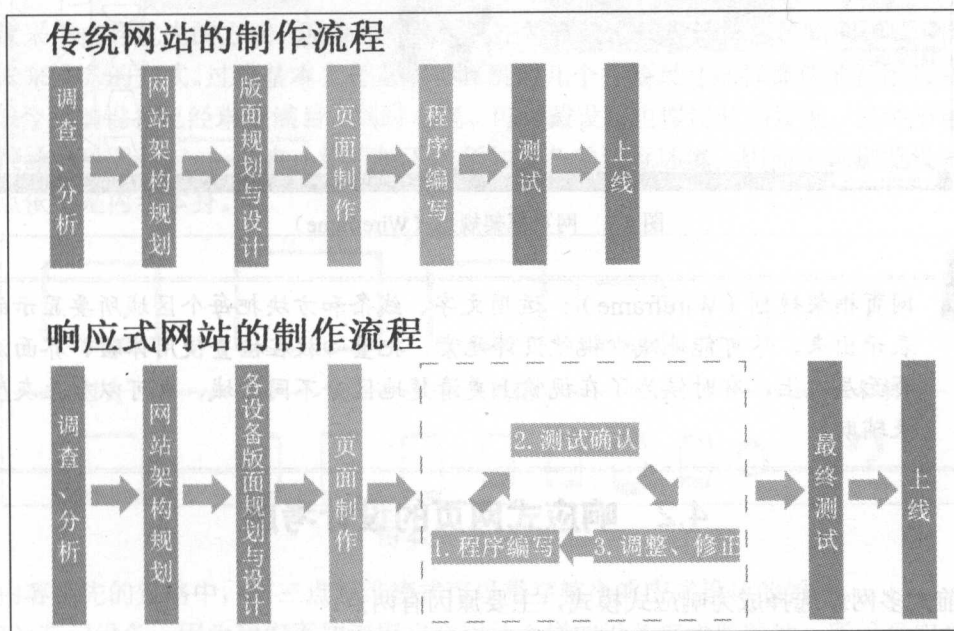 传统网站的制作流程
调查、分析
网站架构规划
版面规划与设计
页面制作
程序编写
测试
上线
响应式网站的制作流程
调查、分析
网站架构规划
各设备版面规划与设计
页面制作
2. 测试确认
1. 程序编写
3. 调整、修正
最终测试
上线